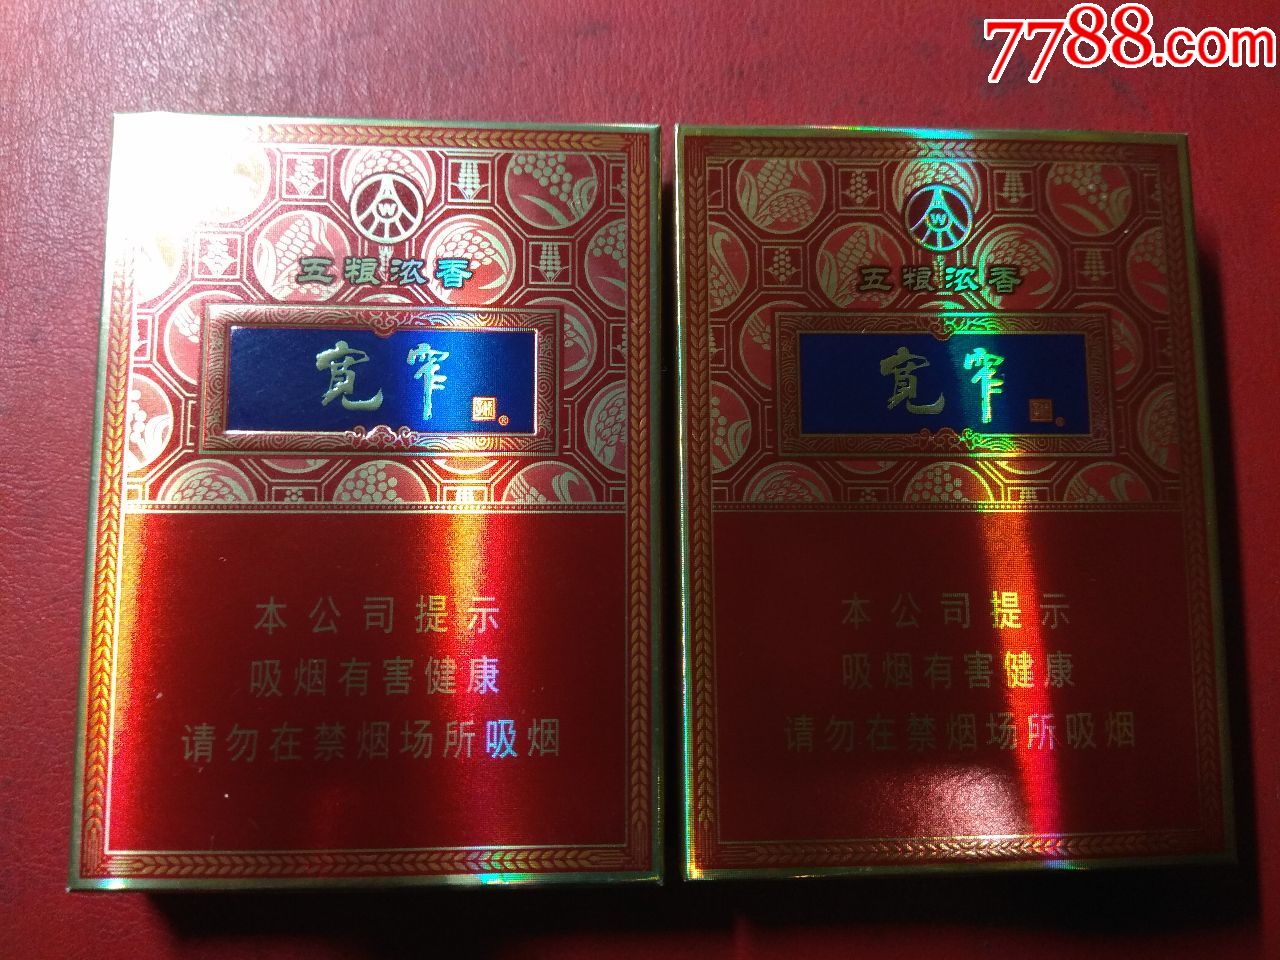 7788.com
W
五粮浓香
宽窄
®
本公司提示
吸烟有害健康
请勿在禁烟场所吸烟
W
五粮浓香
宽窄
®
本公司提示
吸烟有害健康
请勿在禁烟场所吸烟